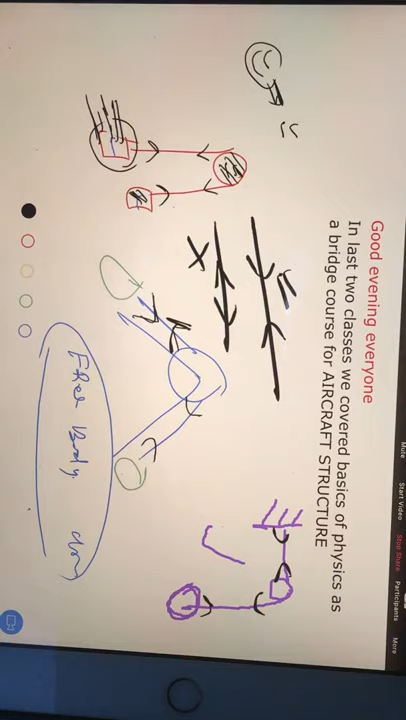 Mute Start Video Stop Share Participants More
Good evening everyone
In last two classes we covered basics of physics as
a bridge course for AIRCRAFT STRUCTURE
Free Body